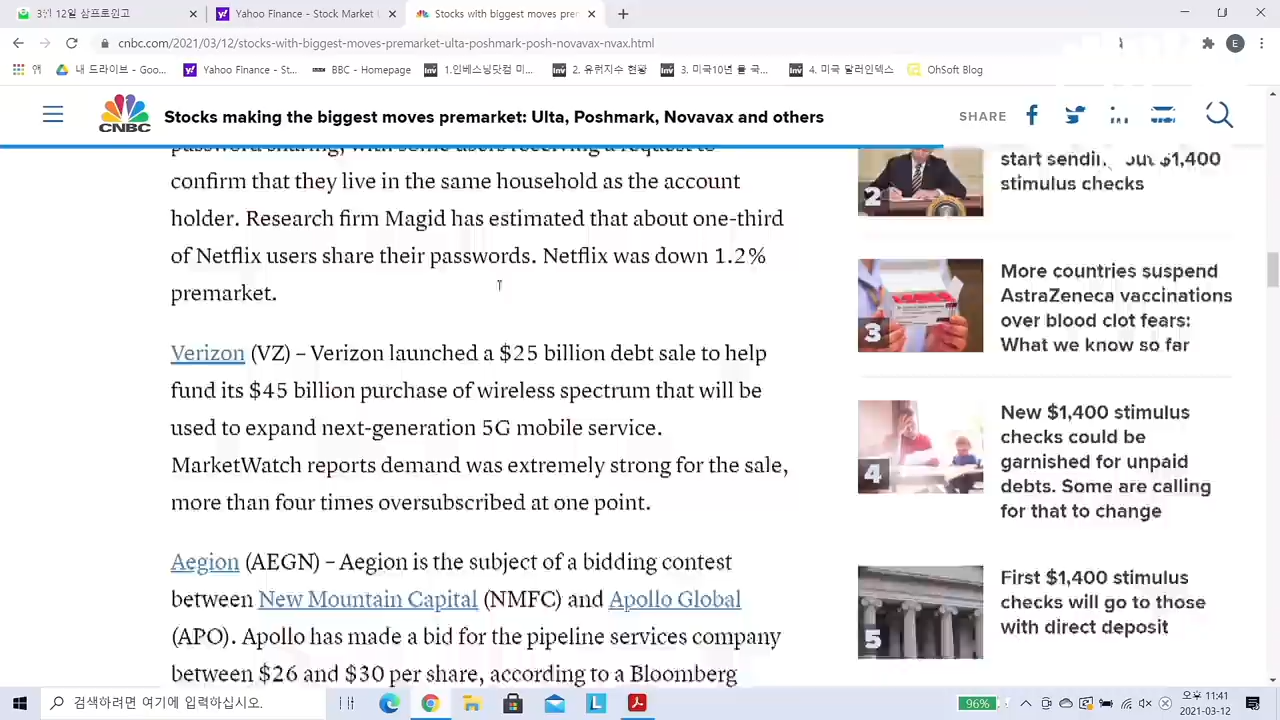 3월 12일 삼프로원고
Yahoo Finance - Stock Market L
Stocks with biggest moves prem
cnbc.com/2021/03/12/stocks-with-biggest-moves-premarket-ulta-poshmark-posh-novavax-nvax.html
E
앱
내 드라이브 - Goo...
Yahoo Finance - St...
BBC - Homepage
1.인베스닝닷컴 미...
2. 유뤔지수 현황
3. 미국10년 률 국...
4. 미국 달러인덱스
OhSoft Blog
CNBC
Stocks making the biggest moves premarket: Ulta, Poshmark, Novavax and others
SHARE
password sharing, with some users receiving a request to
confirm that they live in the same household as the account
holder. Research firm Magid has estimated that about one-third
of Netflix users share their passwords. Netflix was down 1.2%
premarket.
Verizon (VZ) – Verizon launched a $25 billion debt sale to help
fund its $45 billion purchase of wireless spectrum that will be
used to expand next-generation 5G mobile service.
MarketWatch reports demand was extremely strong for the sale,
more than four times oversubscribed at one point.
Aegion (AEGN) – Aegion is the subject of a bidding contest
between New Mountain Capital (NMFC) and Apollo Global
(APO). Apollo has made a bid for the pipeline services company
between $26 and $30 per share, according to a Bloomberg
2
start sending out $1,400
stimulus checks
3
More countries suspend
AstraZeneca vaccinations
over blood clot fears:
What we know so far
4
New $1,400 stimulus
checks could be
garnished for unpaid
debts. Some are calling
for that to change
5
First $1,400 stimulus
checks will go to those
with direct deposit
검색하려면 여기에 입력하십시오.
96%
오후 11:41
2021-03-12